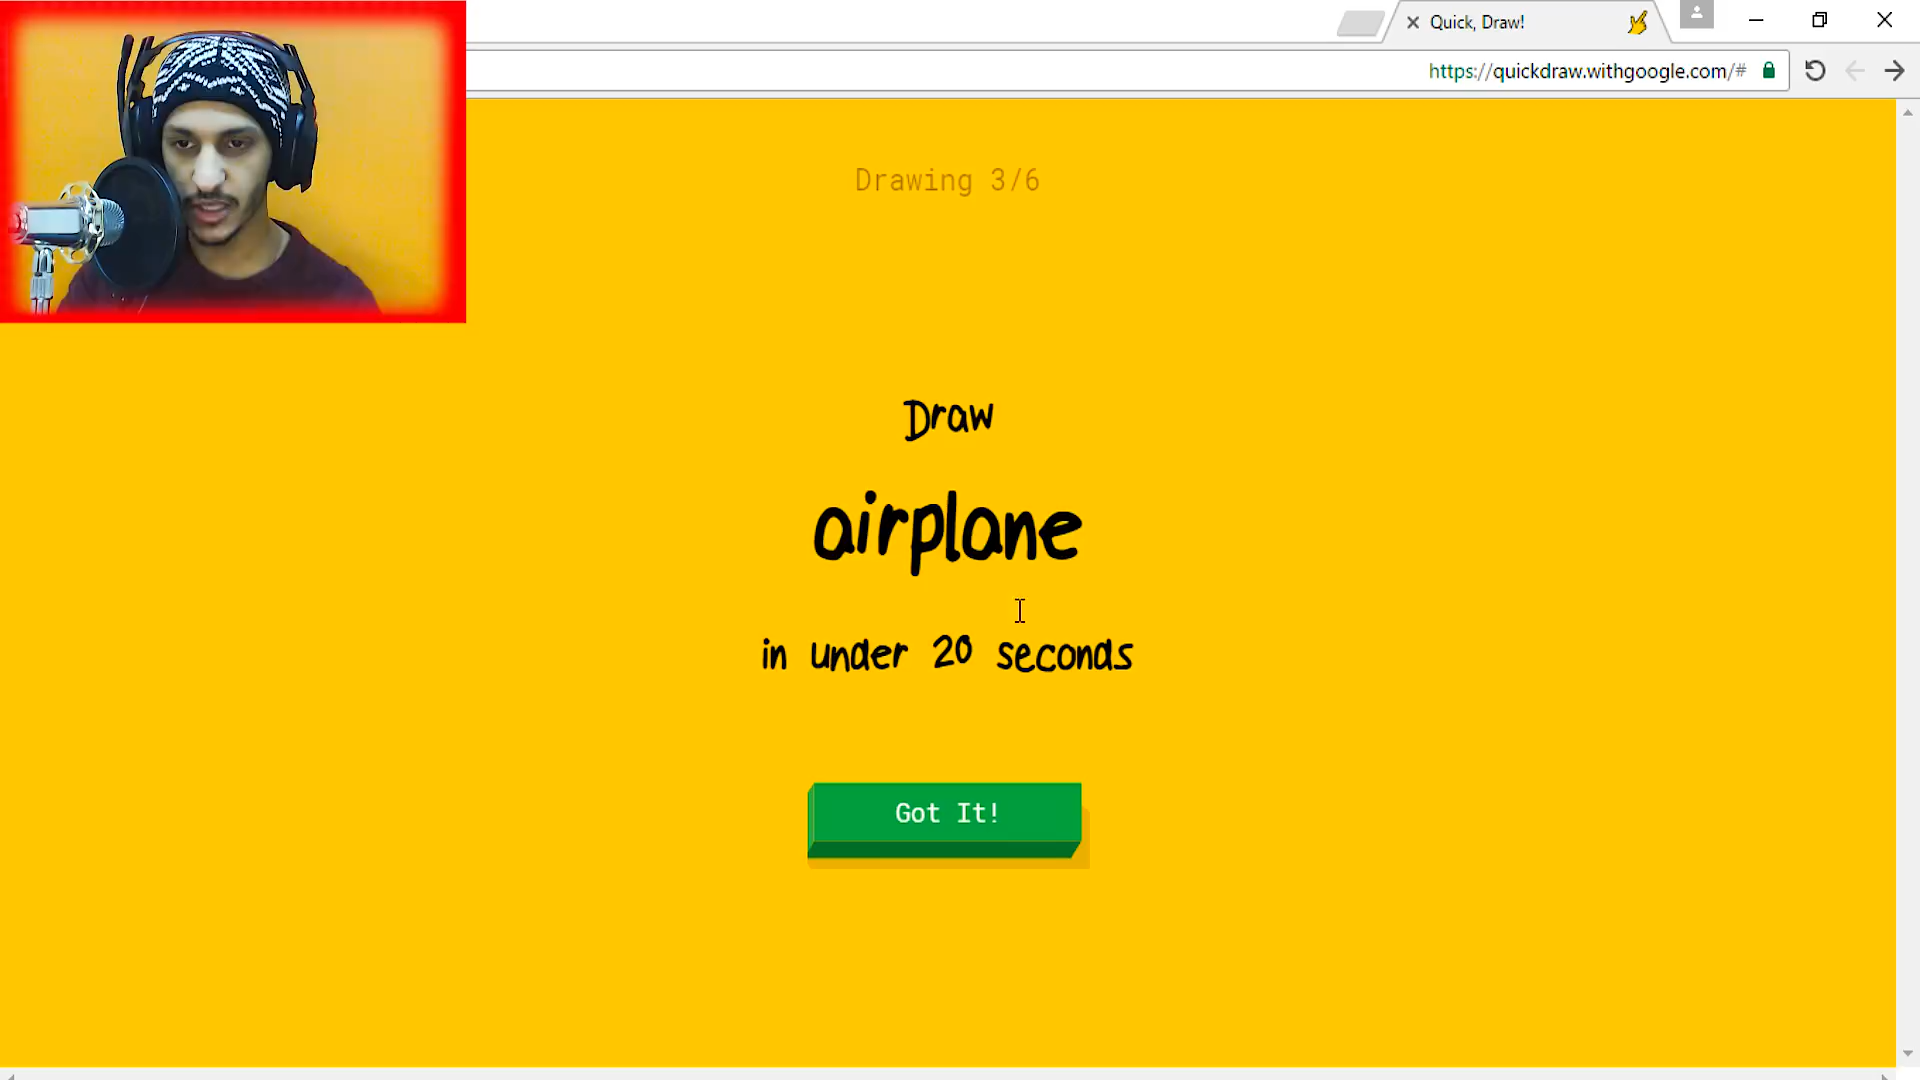 Quick, Draw!
https://quickdraw.withgoogle.com/#
Drawing 3/6
Draw
airplane
in under 20 seconds
Got It!